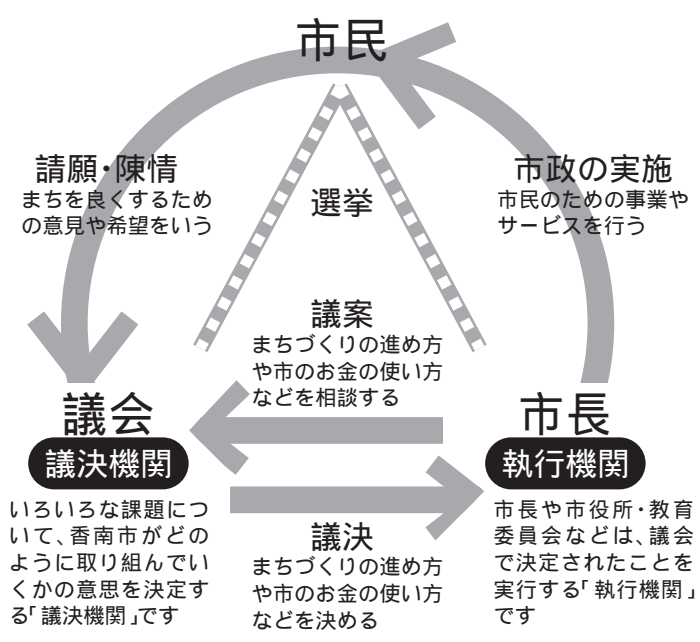 市民
請願・陳情
まちを良くするため
の意見や希望をいう
選挙
市政の実施
市民のための事業や
サービスを行う
議案
まちづくりの進め方
や市のお金の使い方
などを相談する
議会
議決機関
いろいろな課題につ
いて、香南市がどの
ように取り組んでい
くかの意思を決定す
る「議決機関」です
市長
執行機関
市長や市役所・教育
委員会などは、議会
で決定されたことを
実行する「執行機関」
です
議決
まちづくりの進め方
や市のお金の使い方
などを決める